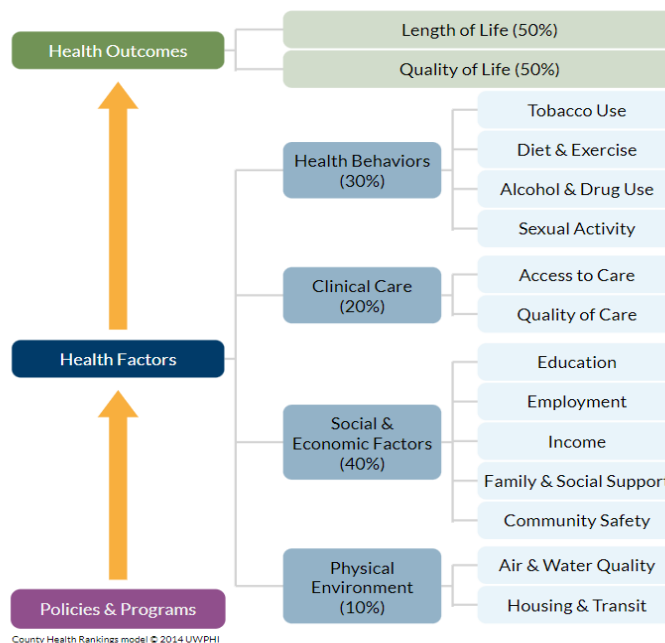 Health Outcomes
Length of Life (50%)
Quality of Life (50%)
Health Factors
Health Behaviors
(30%)
Tobacco Use
Diet & Exercise
Alcohol & Drug Use
Sexual Activity
Clinical Care
(20%)
Access to Care
Quality of Care
Social &
Economic Factors
(40%)
Education
Employment
Income
Family & Social Support
Community Safety
Physical
Environment
(10%)
Air & Water Quality
Housing & Transit
Policies & Programs
County Health Rankings model © 2014 UWPHI